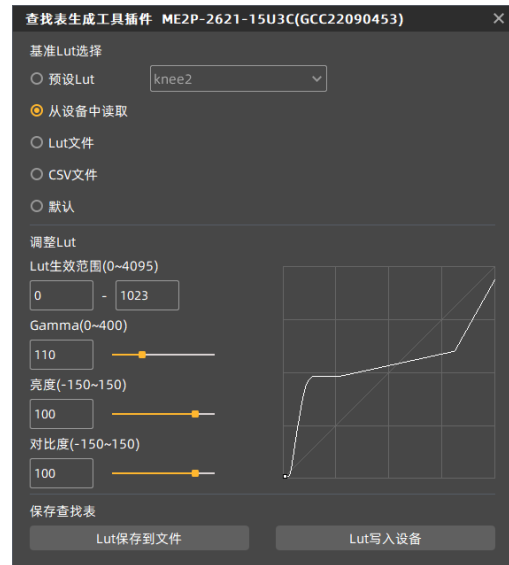 查找表生成工具插件 ME2P-2621-15U3C(GCC22090453)
基准Lut选择
预设Lut knee2
从设备中读取
Lut文件
CSV文件
默认
调整Lut
Lut生效范围(0~4095)
0 - 1023
Gamma(0~400)
110
亮度(-150~150)
100
对比度(-150~150)
100
保存查找表
Lut保存到文件 Lut写入设备